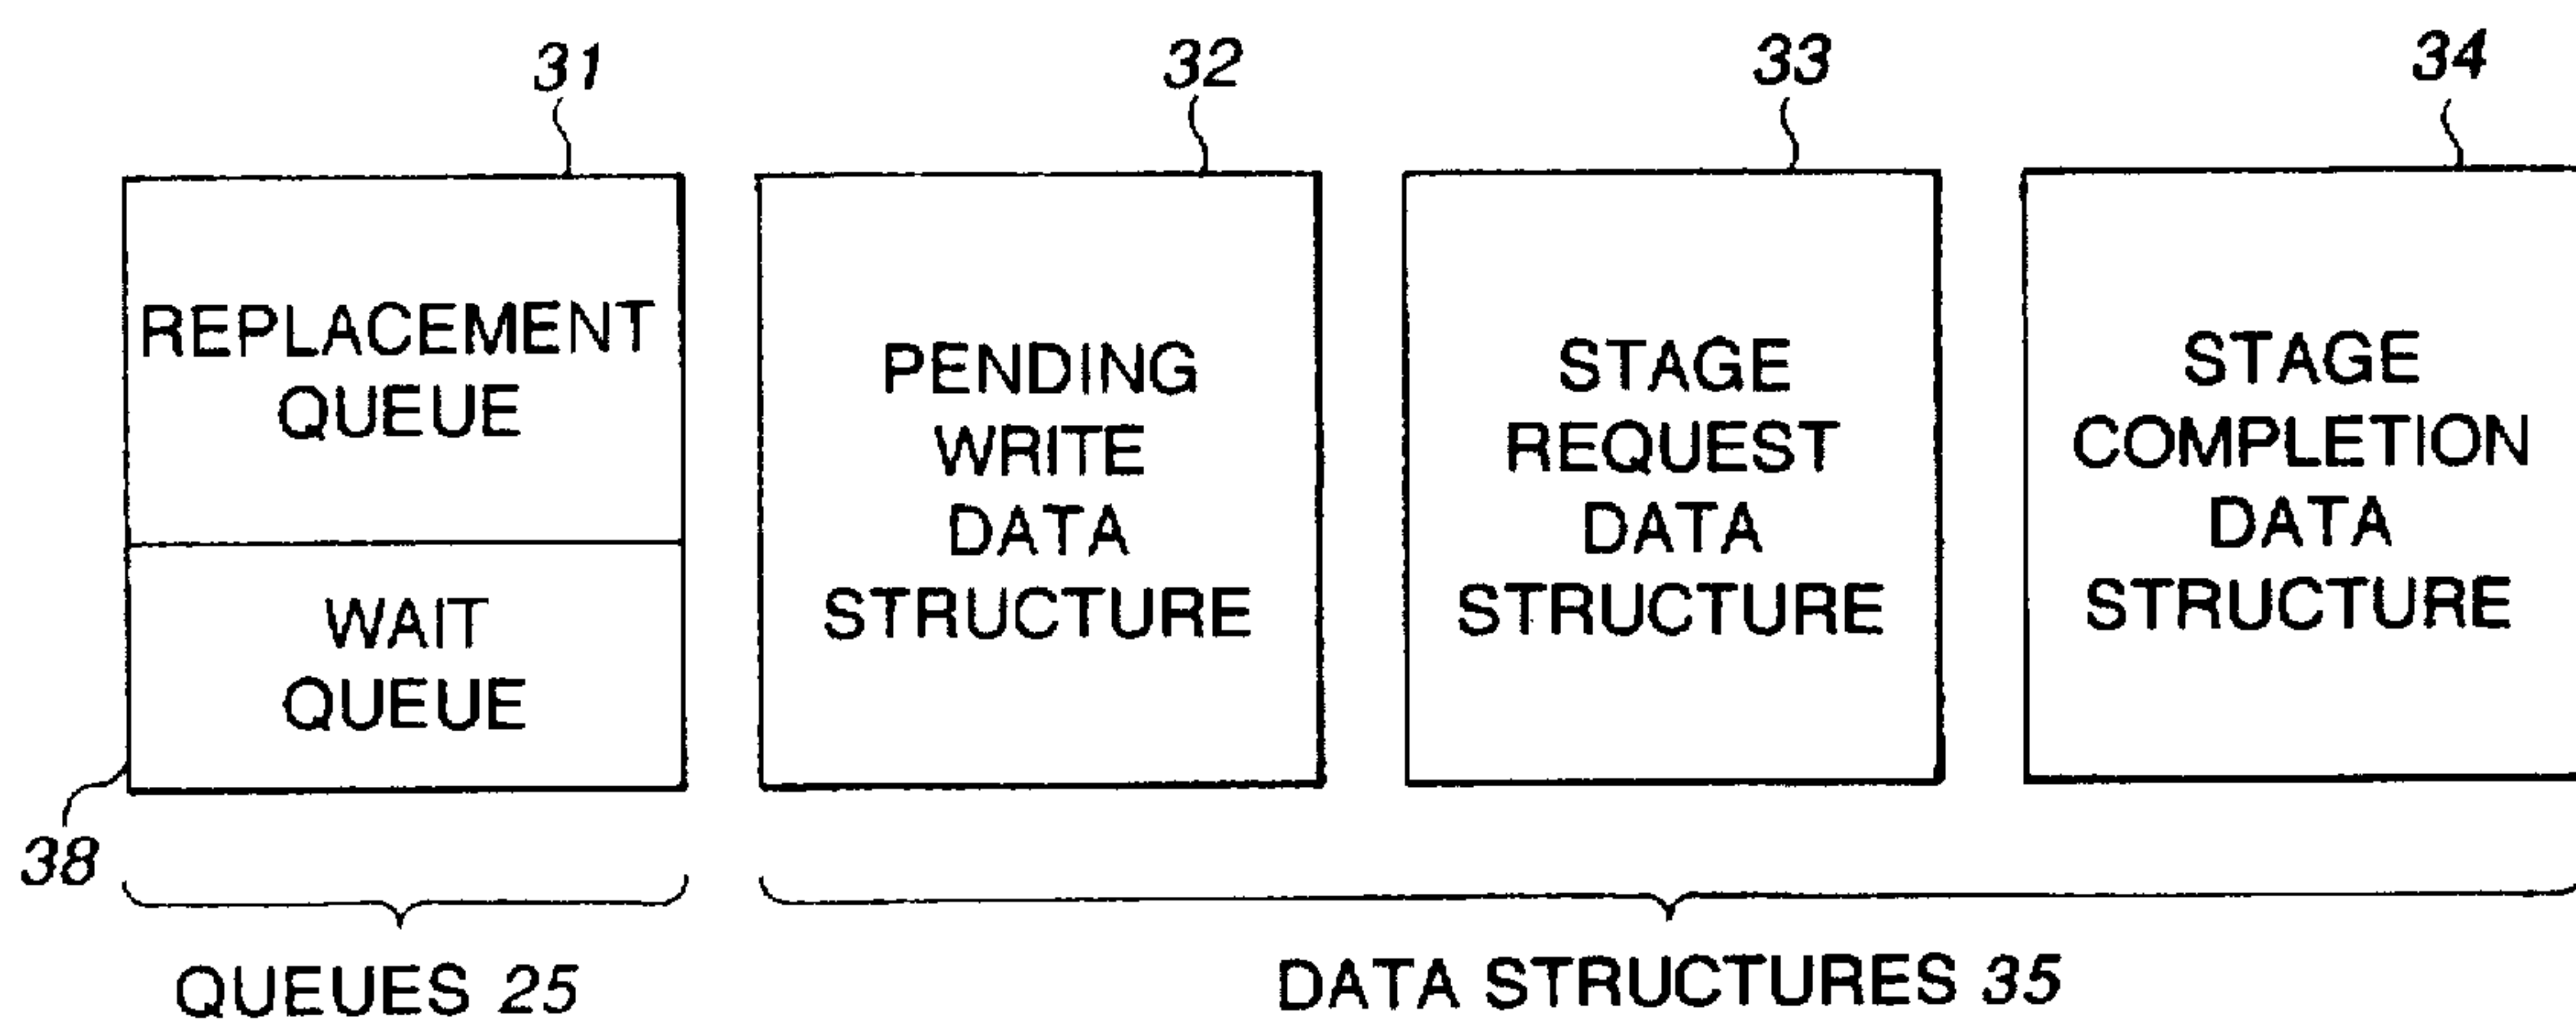 31
32
33
34
REPLACEMENT
QUEUE
WAIT
QUEUE
PENDING
WRITE
DATA
STRUCTURE
STAGE
REQUEST
DATA
STRUCTURE
STAGE
COMPLETION
DATA
STRUCTURE
38
QUEUES 25
DATA STRUCTURES 35